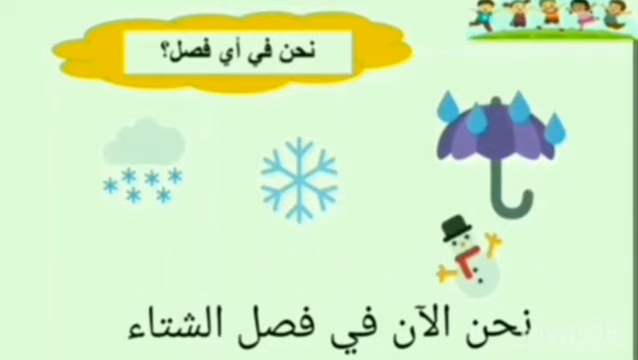 نحن في أي فصل؟
نحن الآن في فصل الشتاء